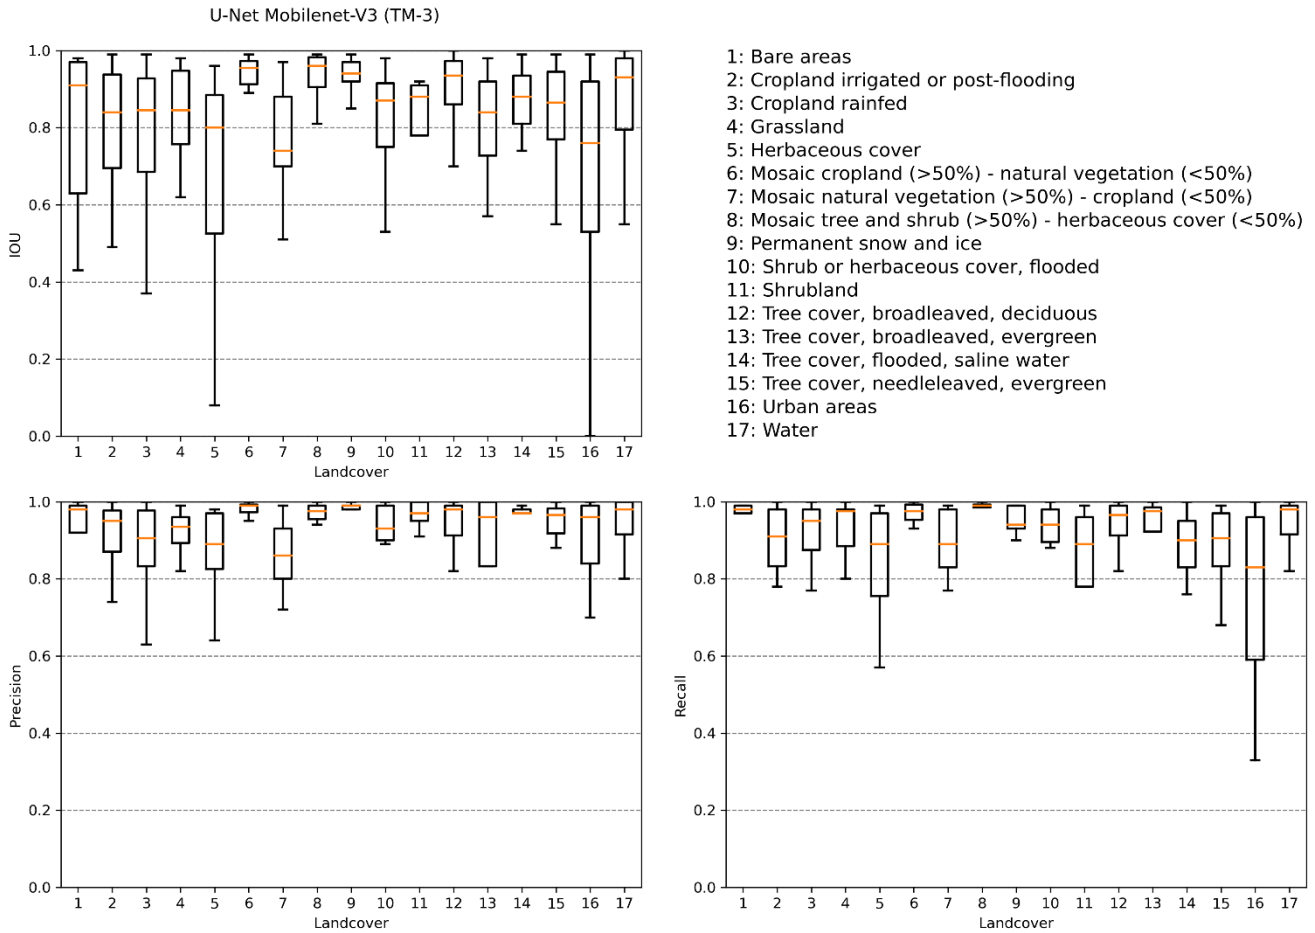 U-Net Mobilenet-V3 (TM-3)
1.0
0.8
0.6
0.4
0.2
0.0
IOU
1 2 3 4 5 6 7 8 9 10 11 12 13 14 15 16 17
Landcover
1: Bare areas
2: Cropland irrigated or post-flooding
3: Cropland rainfed
4: Grassland
5: Herbaceous cover
6: Mosaic cropland (>50%) - natural vegetation (<50%)
7: Mosaic natural vegetation (>50%) - cropland (<50%)
8: Mosaic tree and shrub (>50%) - herbaceous cover (<50%)
9: Permanent snow and ice
10: Shrub or herbaceous cover, flooded
11: Shrubland
12: Tree cover, broadleaved, deciduous
13: Tree cover, broadleaved, evergreen
14: Tree cover, flooded, saline water
15: Tree cover, needleleaved, evergreen
16: Urban areas
17: Water
1.0
0.8
0.6
0.4
0.2
0.0
Precision
1 2 3 4 5 6 7 8 9 10 11 12 13 14 15 16 17
Landcover
1.0
0.8
0.6
0.4
0.2
0.0
Recall
1 2 3 4 5 6 7 8 9 10 11 12 13 14 15 16 17
Landcover